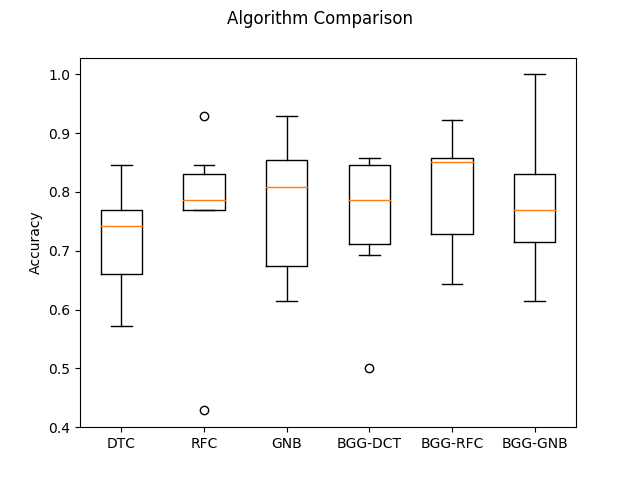 Algorithm Comparison
Accuracy
1.0
0.9
0.8
0.7
0.6
0.5
0.4
DTC RFC GNB BGG-DCT BGG-RFC BGG-GNB